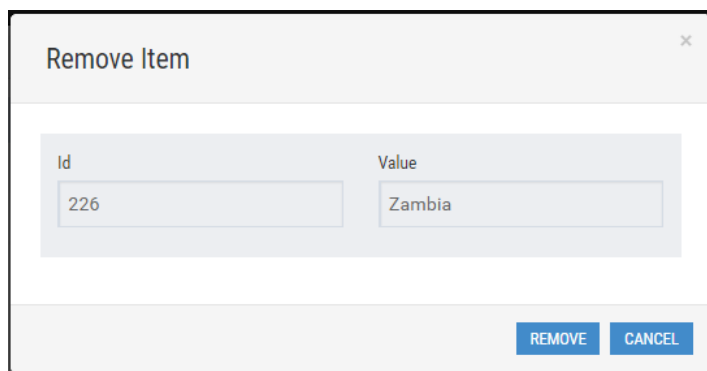 Remove Item
×
Id
Value
226
Zambia
REMOVE
CANCEL